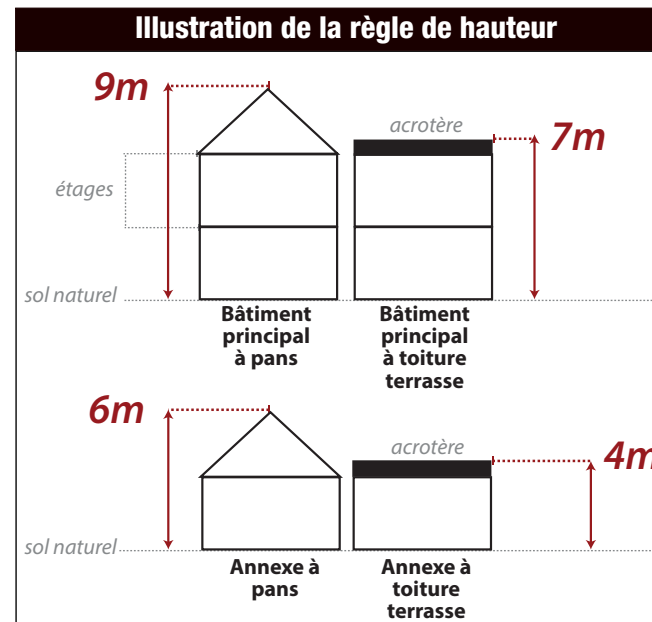 Illustration de la règle de hauteur
9m
acrotère
7m
étages
sol naturel
Bâtiment
principal
à pans
Bâtiment
principal
à toiture
terrasse
6m
acrotère
4m
sol naturel
Annexe à
pans
Annexe à
toiture
terrasse